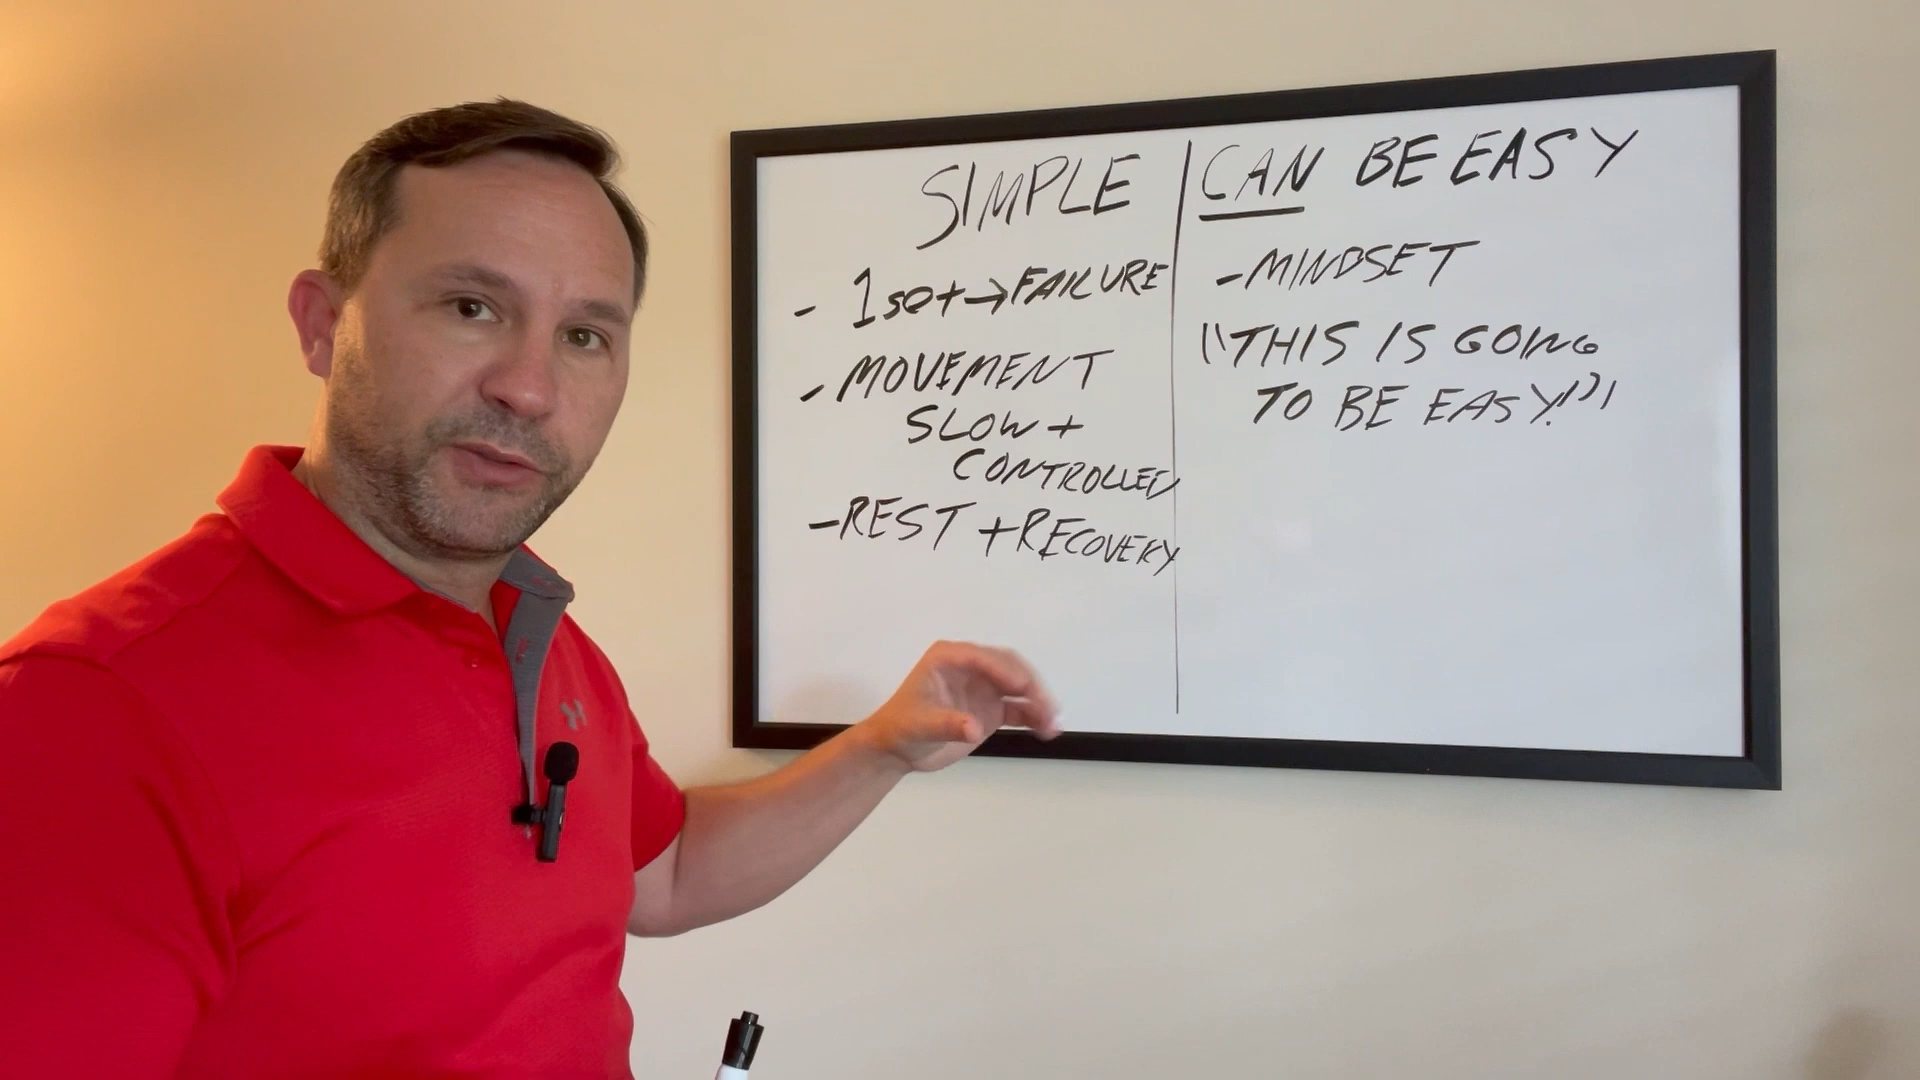 SIMPLE
- 1 set → FAILURE
- MOVEMENT
SLOW +
CONTROLLED
- REST + RECOVERY
CAN BE EASY
- MINDSET
"THIS IS GOING
TO BE EASY!"